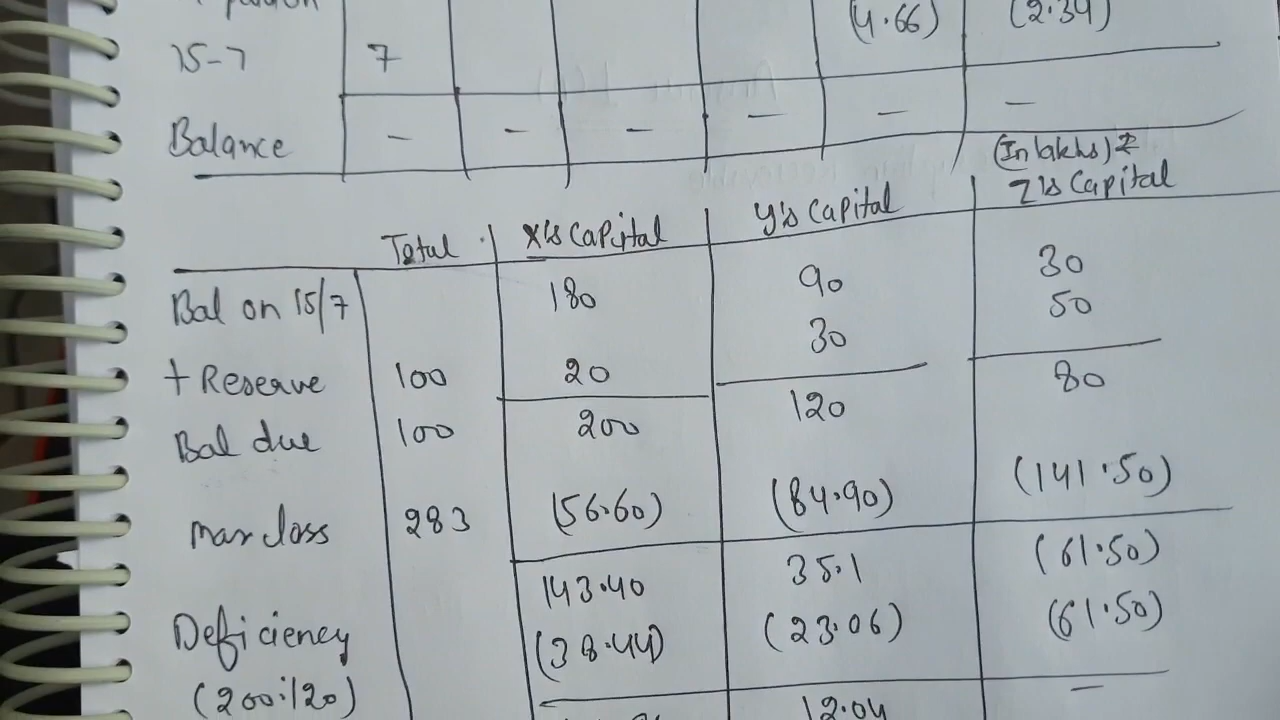 (4.66) (2.34)
15-7 7
Balance - - - - - -
(In lakhs) ₹
Total X's capital Y's capital Z's Capital
Bal on 15/7 180 90 30
+ Reserve 100 20 30 50
Bal due 100 200 120 80
Max loss 283 (56.60) (84.90) (141.50)
143.40 35.1 (61.50)
Deficiency (38.44) (23.06) (61.50)
(200:120) 12.04 -